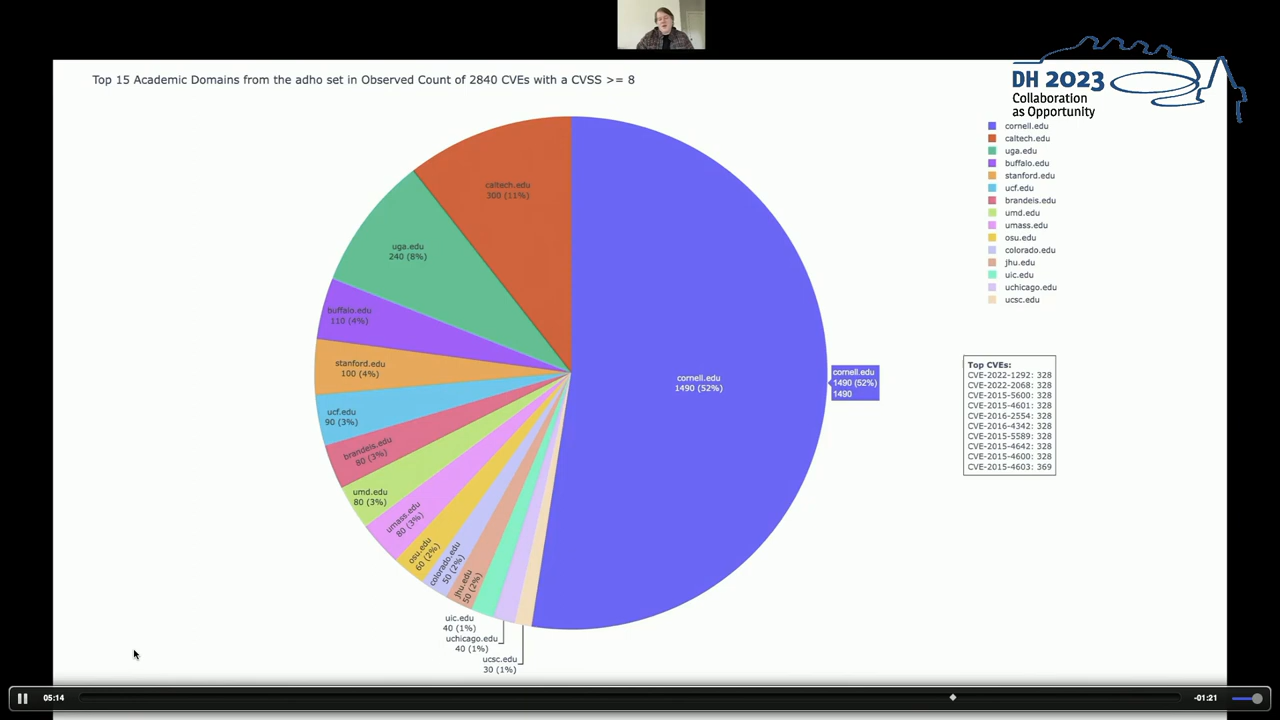 Top 15 Academic Domains from the adho set in Observed Count of 2840 CVEs with a CVSS >= 8
DH 2023
Collaboration
as Opportunity
cornell.edu
caltech.edu
uga.edu
buffalo.edu
stanford.edu
ucf.edu
brandeis.edu
umd.edu
umass.edu
osu.edu
colorado.edu
jhu.edu
uic.edu
uchicago.edu
ucsc.edu
caltech.edu
300 (11%)
uga.edu
240 (8%)
buffalo.edu
110 (4%)
stanford.edu
100 (4%)
ucf.edu
90 (3%)
brandeis.edu
80 (3%)
umd.edu
80 (3%)
umass.edu
80 (3%)
osu.edu
60 (2%)
colorado.edu
50 (2%)
jhu.edu
50 (2%)
uic.edu
40 (1%)
uchicago.edu
40 (1%)
ucsc.edu
30 (1%)
cornell.edu
1490 (52%)
cornell.edu
1490 (52%)
1490
Top CVEs:
CVE-2022-1292: 328
CVE-2022-2068: 328
CVE-2015-5600: 328
CVE-2015-4601: 328
CVE-2016-2554: 328
CVE-2016-4342: 328
CVE-2015-5589: 328
CVE-2015-4642: 328
CVE-2015-4600: 328
CVE-2015-4603: 369
05:14
-01:21